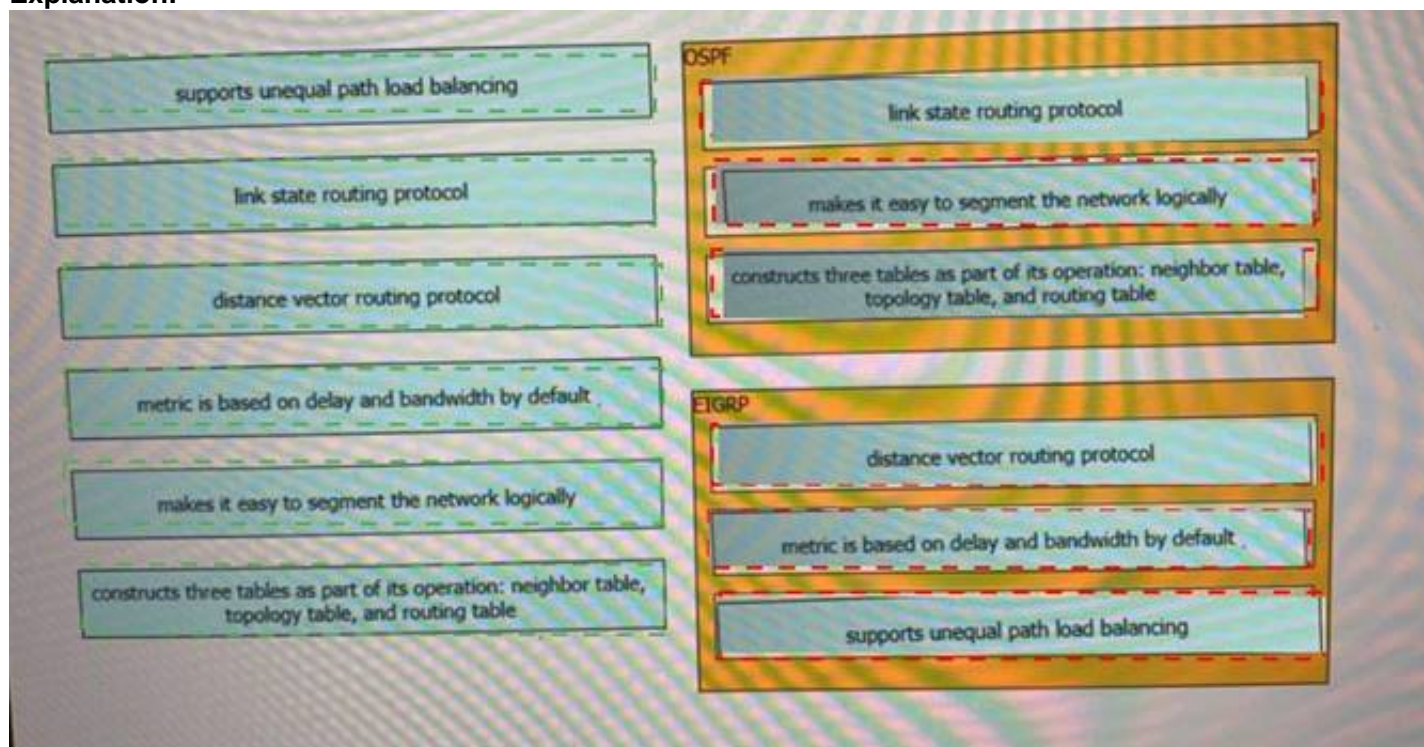 Explanation:
supports unequal path load balancing
link state routing protocol
distance vector routing protocol
metric is based on delay and bandwidth by default .
makes it easy to segment the network logically
constructs three tables as part of its operation: neighbor table,
topology table, and routing table
OSPF
link state routing protocol
makes it easy to segment the network logically
constructs three tables as part of its operation: neighbor table,
topology table, and routing table
EIGRP
distance vector routing protocol
metric is based on delay and bandwidth by default .
supports unequal path load balancing